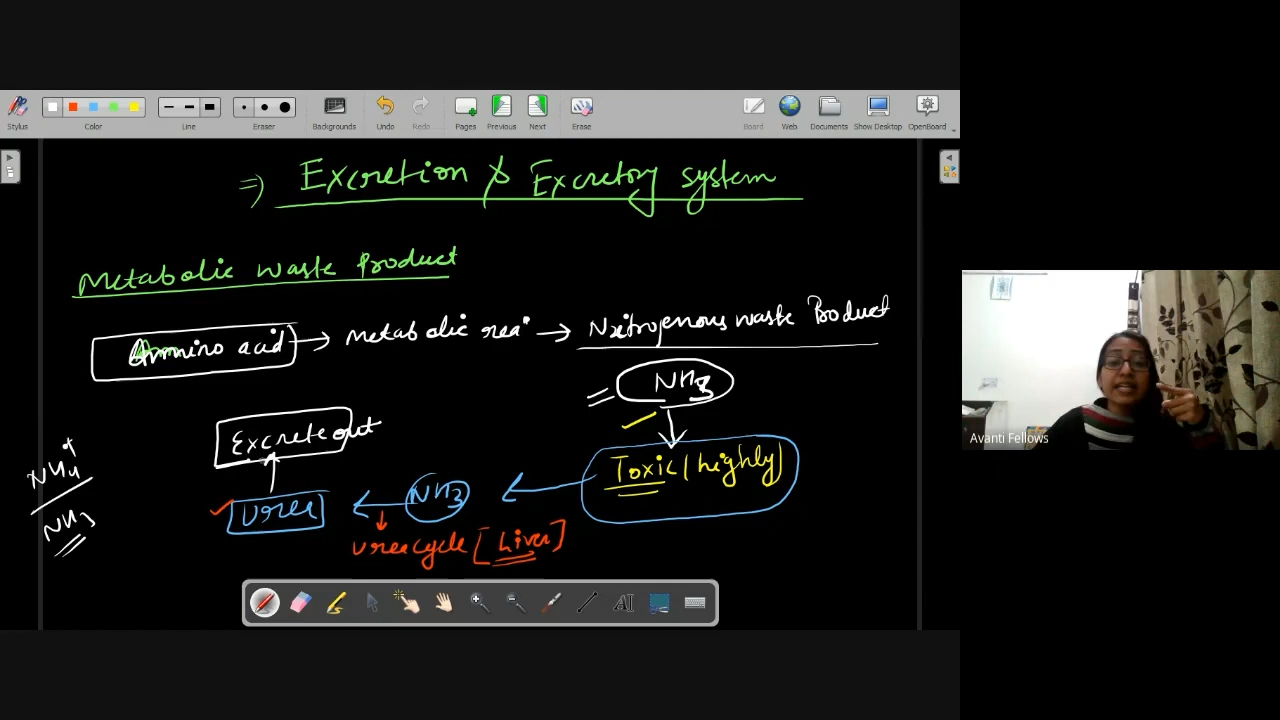 Stylus Color Line Eraser Backgrounds Undo Redo Pages Previous Next Erase Board Web Documents Show Desktop OpenBoard
=) Excretion & Excretory system
Metabolic waste Product
Ammino acid → metabolic rea" → Nitrogenous waste Product
= NH3
Toxic (highly)
NH3
Urea
Excrete out
Urea cycle [Liver]
NH4+
NH3
AI
Avanti Fellows